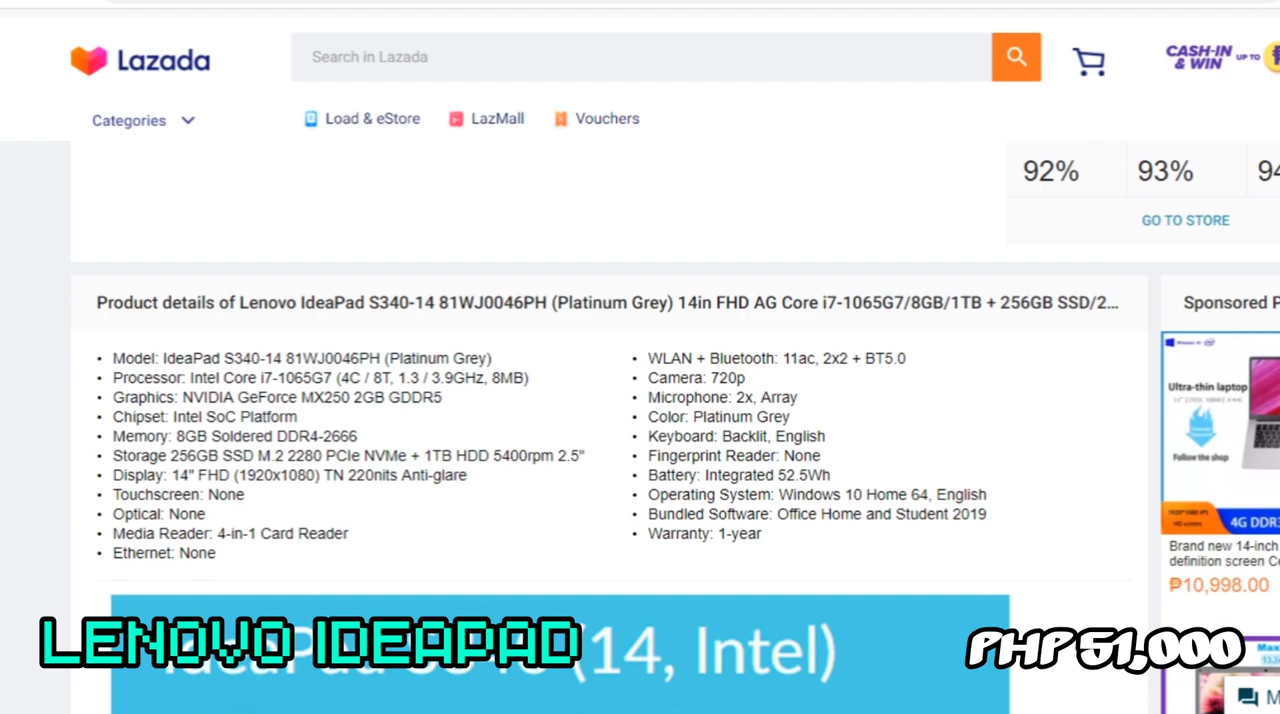 Lazada
Search in Lazada
CASH-IN
& WIN
UP TO
Categories
Load & eStore
LazMall
Vouchers
92%
93%
GO TO STORE
Product details of Lenovo IdeaPad S340-14 81WJ0046PH (Platinum Grey) 14in FHD AG Core i7-1065G7/8GB/1TB + 256GB SSD/2...
• Model: IdeaPad S340-14 81WJ0046PH (Platinum Grey)
• Processor: Intel Core i7-1065G7 (4C / 8T, 1.3 / 3.9GHz, 8MB)
• Graphics: NVIDIA GeForce MX250 2GB GDDR5
• Chipset: Intel SoC Platform
• Memory: 8GB Soldered DDR4-2666
• Storage 256GB SSD M.2 2280 PCIe NVMe + 1TB HDD 5400rpm 2.5"
• Display: 14" FHD (1920x1080) TN 220nits Anti-glare
• Touchscreen: None
• Optical: None
• Media Reader: 4-in-1 Card Reader
• Ethernet: None
• WLAN + Bluetooth: 11ac, 2x2 + BT5.0
• Camera: 720p
• Microphone: 2x, Array
• Color: Platinum Grey
• Keyboard: Backlit, English
• Fingerprint Reader: None
• Battery: Integrated 52.5Wh
• Operating System: Windows 10 Home 64, English
• Bundled Software: Office Home and Student 2019
• Warranty: 1-year
Sponsored
Ultra-thin laptop
Follow the shop
4G DDR3
Brand new 14-inch
definition screen
₱10,998.00
(14, Intel)
LENOVO IDEAPAD
PHP 51,000